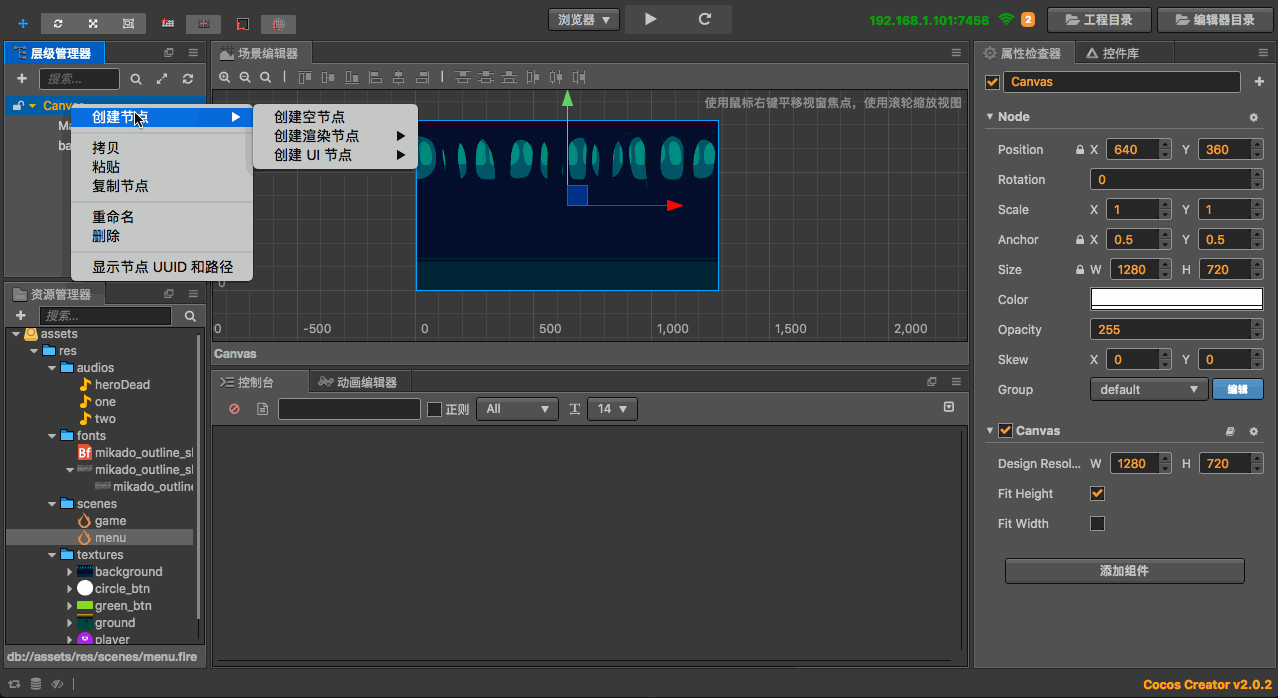 浏览器 ▼
192.168.1.101:7456
2
工程目录
编辑器目录
层级管理器
搜索...
Canvas
Ma
ba
创建节点
拷贝
粘贴
复制节点
重命名
删除
显示节点 UUID 和路径
创建空节点
创建渲染节点
创建 UI 节点
场景编辑器
使用鼠标右键平移视窗焦点，使用滚轮缩放视图
0
-500
0
500
1,000
1,500
2,000
Canvas
资源管理器
搜索...
assets
res
audios
heroDead
one
two
fonts
Bf mikado_outline_sl
mikado_outline_sl
mikado_outline
scenes
game
menu
textures
background
circle_btn
green_btn
ground
player
db://assets/res/scenes/menu.fire
控制台
动画编辑器
正则
All
14
属性检查器
控件库
Canvas
Node
Position X 640 Y 360
Rotation 0
Scale X 1 Y 1
Anchor X 0.5 Y 0.5
Size W 1280 H 720
Color
Opacity 255
Skew X 0 Y 0
Group default 编辑
Canvas
Design Resol... W 1280 H 720
Fit Height
Fit Width
添加组件
Cocos Creator v2.0.2